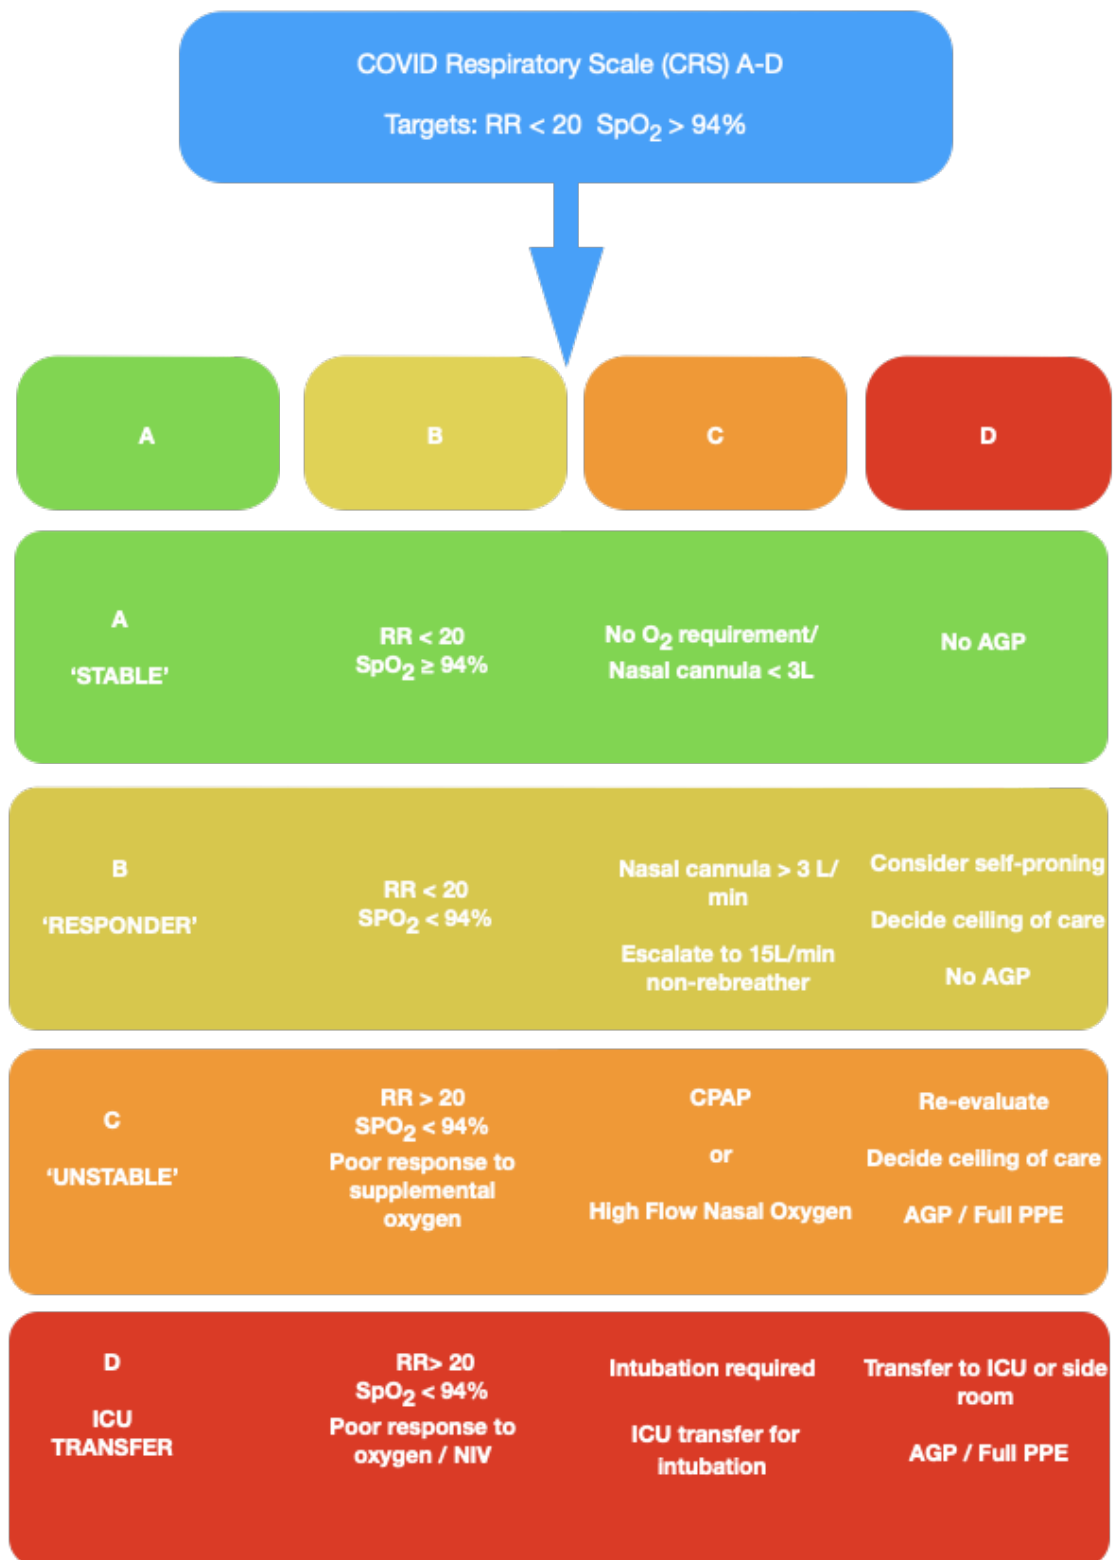 COVID Respiratory Scale (CRS) A-D
Targets: RR < 20  SpO₂ > 94%
A
B
C
D
A
‘STABLE’
RR < 20
SpO₂ ≥ 94%
No O₂ requirement/
Nasal cannula < 3L
No AGP
B
‘RESPONDER’
RR < 20
SPO₂ < 94%
Nasal cannula > 3 L/
min
Escalate to 15L/min
non-rebreather
Consider self-proning
Decide ceiling of care
No AGP
C
‘UNSTABLE’
RR > 20
SPO₂ < 94%
Poor response to
supplemental
oxygen
CPAP
or
High Flow Nasal Oxygen
Re-evaluate
Decide ceiling of care
AGP / Full PPE
D
ICU
TRANSFER
RR> 20
SpO₂ < 94%
Poor response to
oxygen / NIV
Intubation required
ICU transfer for
intubation
Transfer to ICU or side
room
AGP / Full PPE